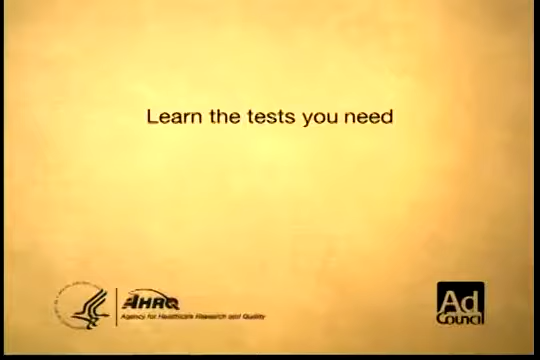 Learn the tests you need
AHRQ
Agency for Healthcare Research and Quality
Ad
Council